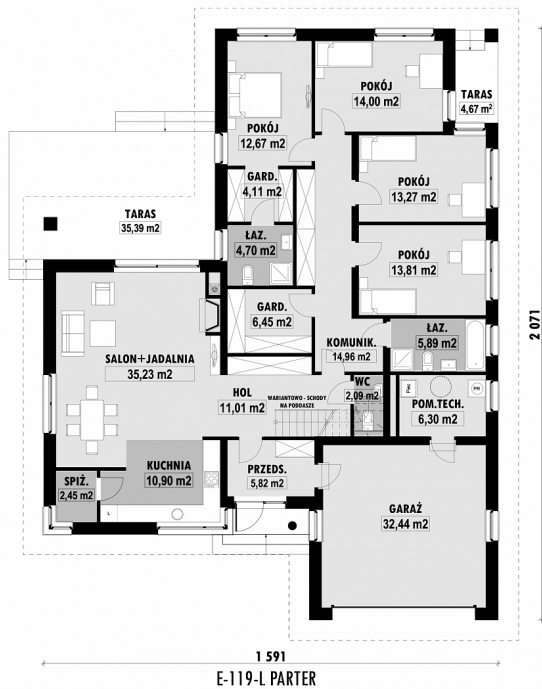 POKÓJ
14,00 m2
TARAS
4,67 m²
POKÓJ
12,67 m2
GARD.
4,11 m2
POKÓJ
13,27 m2
TARAS
35,39 m2
ŁAZ.
4,70 m2
POKÓJ
13,81 m2
GARD.
6,45 m2
2 071
SALON+JADALNIA
35,23 m2
KOMUNIK.
14,96 m2
ŁAZ.
5,89 m2
HOL
11,01 m2
WARIANTOWO - SCHODY
NA PODDASZE
WC
2,09 m2
Piec
PR
POM.TECH.
6,30 m2
KUCHNIA
10,90 m2
SPIŻ.
2,45 m2
PRZEDS.
5,82 m2
GARAŻ
32,44 m2
L
1 591
E-119-L PARTER